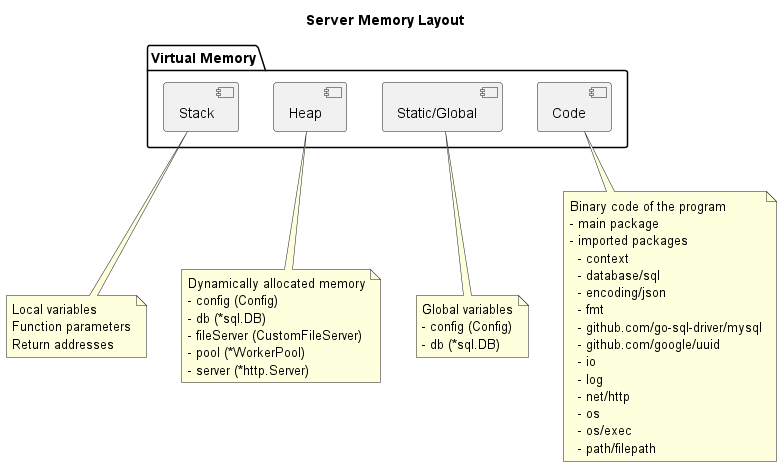 Server Memory Layout
Virtual Memory
Stack
Heap
Static/Global
Code
Local variables
Function parameters
Return addresses
Dynamically allocated memory
- config (Config)
- db (*sql.DB)
- fileServer (CustomFileServer)
- pool (*WorkerPool)
- server (*http.Server)
Global variables
- config (Config)
- db (*sql.DB)
Binary code of the program
- main package
- imported packages
- context
- database/sql
- encoding/json
- fmt
- github.com/go-sql-driver/mysql
- github.com/google/uuid
- io
- log
- net/http
- os
- os/exec
- path/filepath